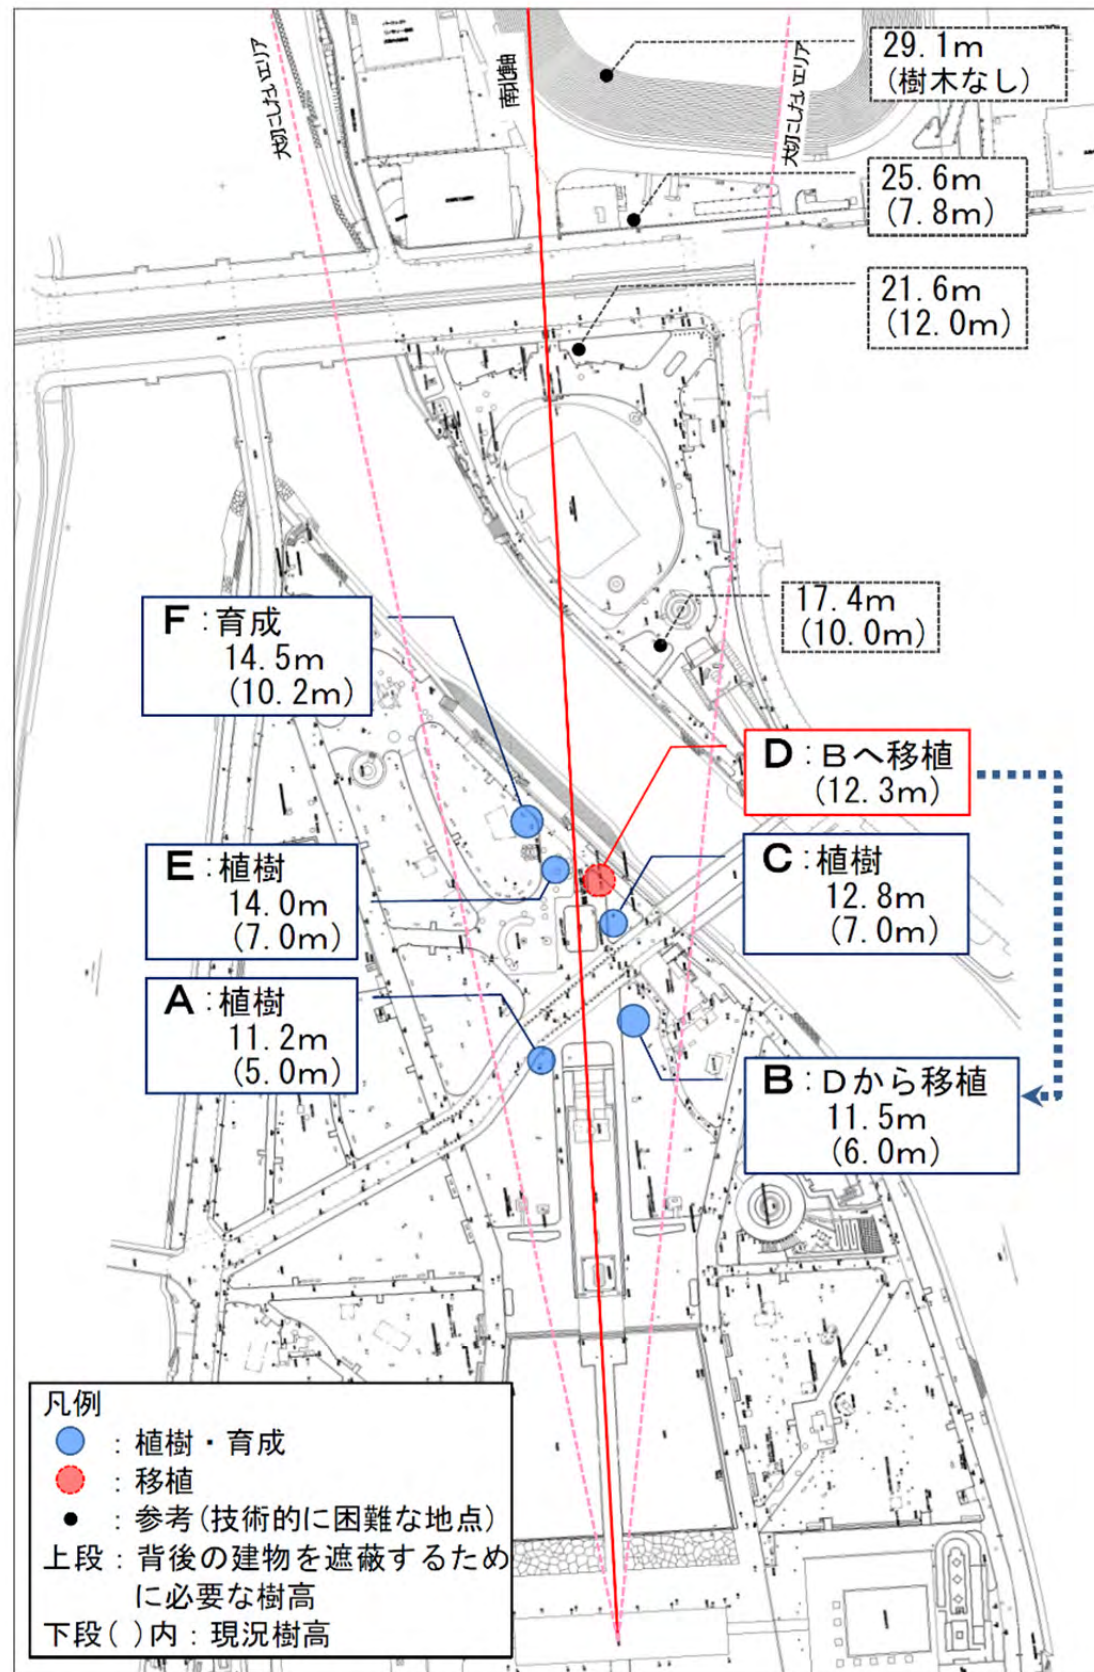 大切にしたいエリア
南北軸
大切にしたいエリア
29.1m
(樹木なし)
25.6m
(7.8m)
21.6m
(12.0m)
17.4m
(10.0m)
F：育成
14.5m
(10.2m)
D：Bへ移植
(12.3m)
E：植樹
14.0m
(7.0m)
C：植樹
12.8m
(7.0m)
A：植樹
11.2m
(5.0m)
B：Dから移植
11.5m
(6.0m)
凡例
：植樹・育成
：移植
：参考(技術的に困難な地点)
上段：背後の建物を遮蔽するため
に必要な樹高
下段( )内：現況樹高